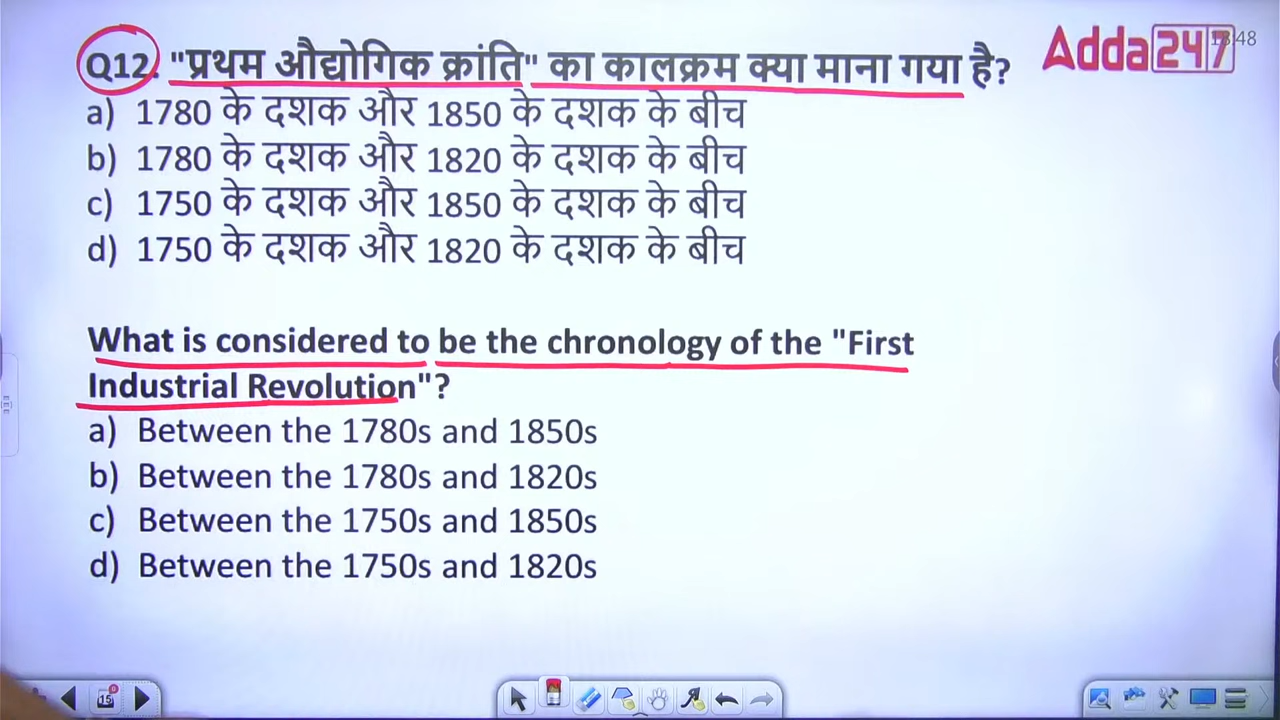 Q12. "प्रथम औद्योगिक क्रांति" का कालक्रम क्या माना गया है?
Adda247
18:48
a) 1780 के दशक और 1850 के दशक के बीच
b) 1780 के दशक और 1820 के दशक के बीच
c) 1750 के दशक और 1850 के दशक के बीच
d) 1750 के दशक और 1820 के दशक के बीच
What is considered to be the chronology of the "First
Industrial Revolution"?
a) Between the 1780s and 1850s
b) Between the 1780s and 1820s
c) Between the 1750s and 1850s
d) Between the 1750s and 1820s
15